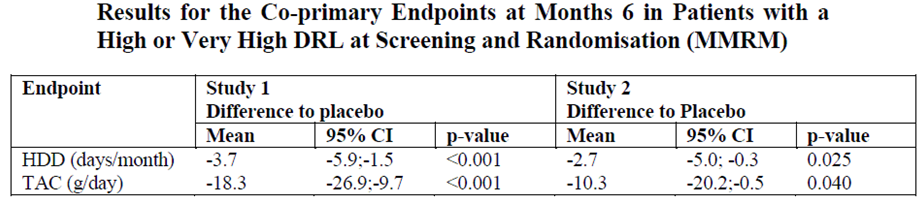 Results for the Co-primary Endpoints at Months 6 in Patients with a
High or Very High DRL at Screening and Randomisation (MMRM)
Endpoint Study 1 Study 2
Difference to placebo Difference to Placebo
Mean 95% CI p-value Mean 95% CI p-value
HDD (days/month) -3.7 -5.9;-1.5 <0.001 -2.7 -5.0; -0.3 0.025
TAC (g/day) -18.3 -26.9;-9.7 <0.001 -10.3 -20.2;-0.5 0.040